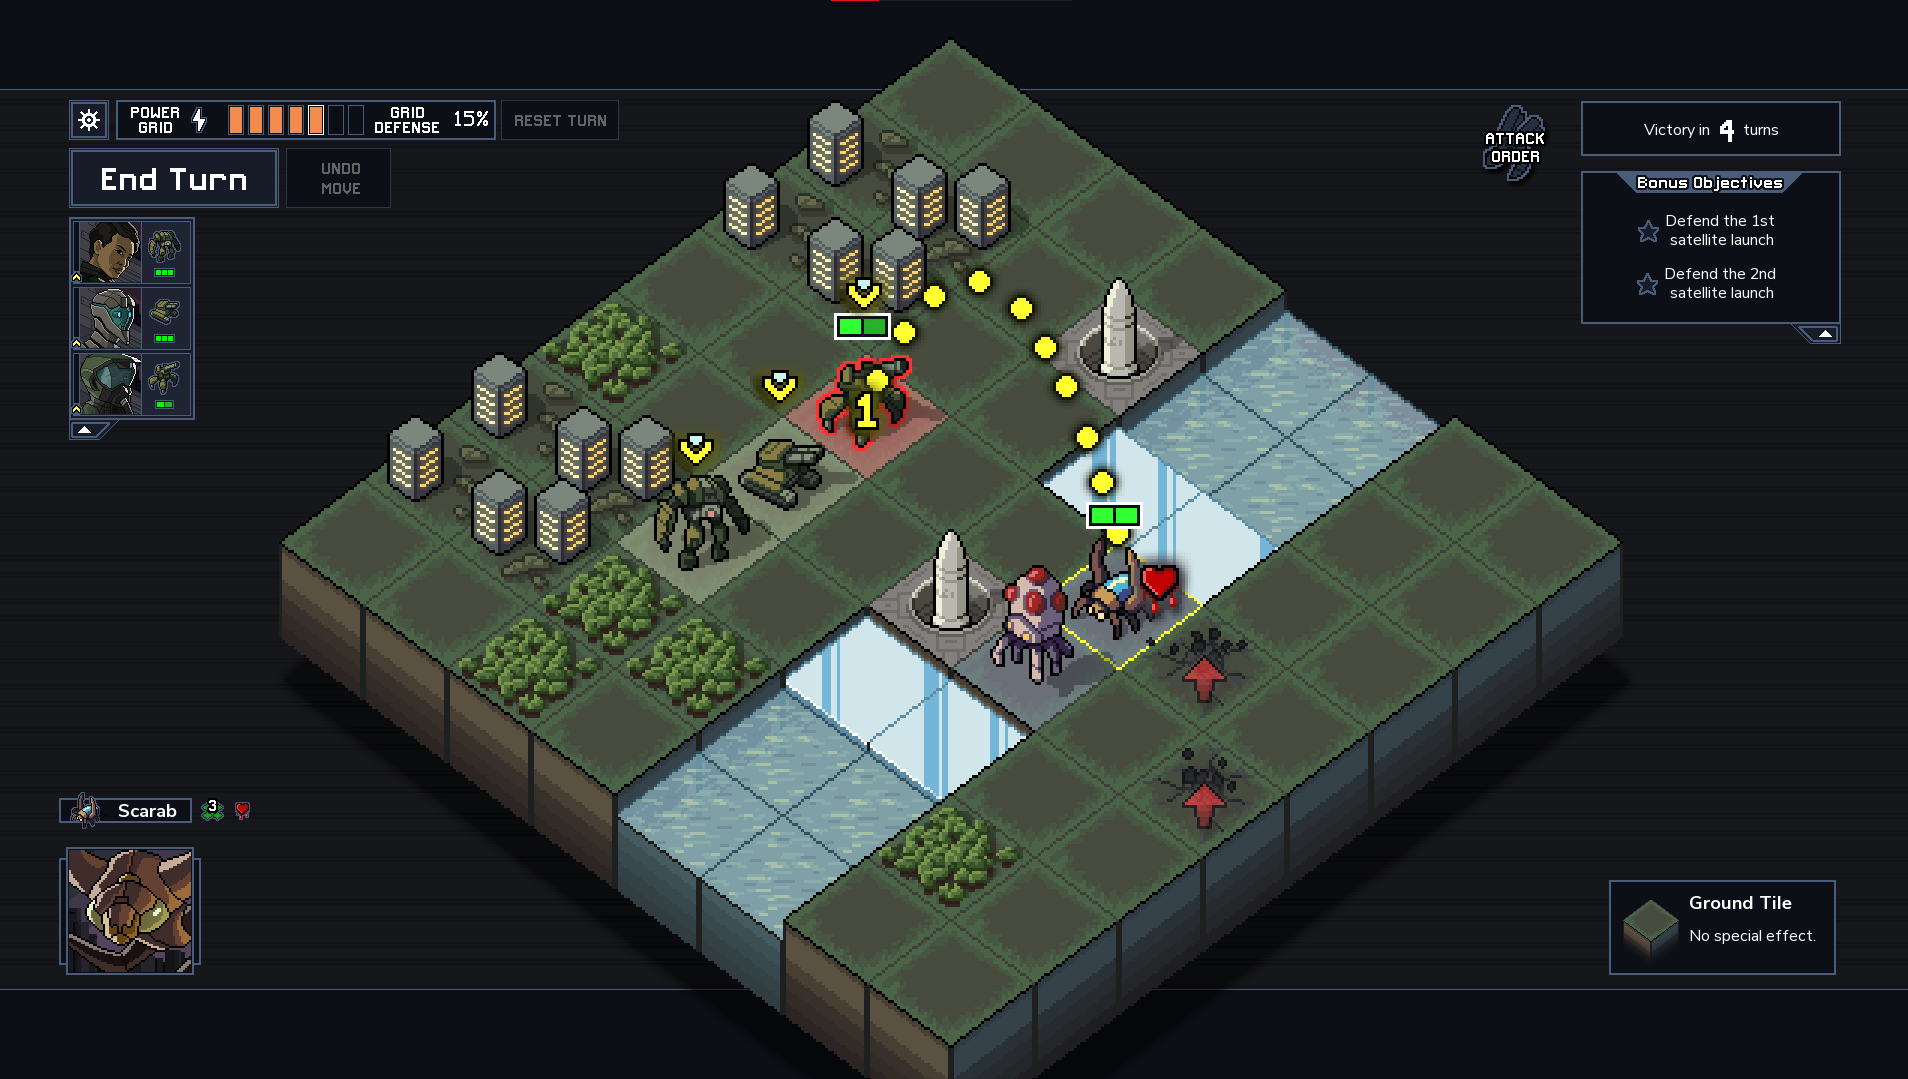 POWER
GRID
GRID
DEFENSE
15%
RESET TURN
End Turn
UNDO
MOVE
ATTACK
ORDER
Victory in 4 turns
Bonus Objectives
Defend the 1st
satellite launch
Defend the 2nd
satellite launch
1
Scarab
3
Ground Tile
No special effect.